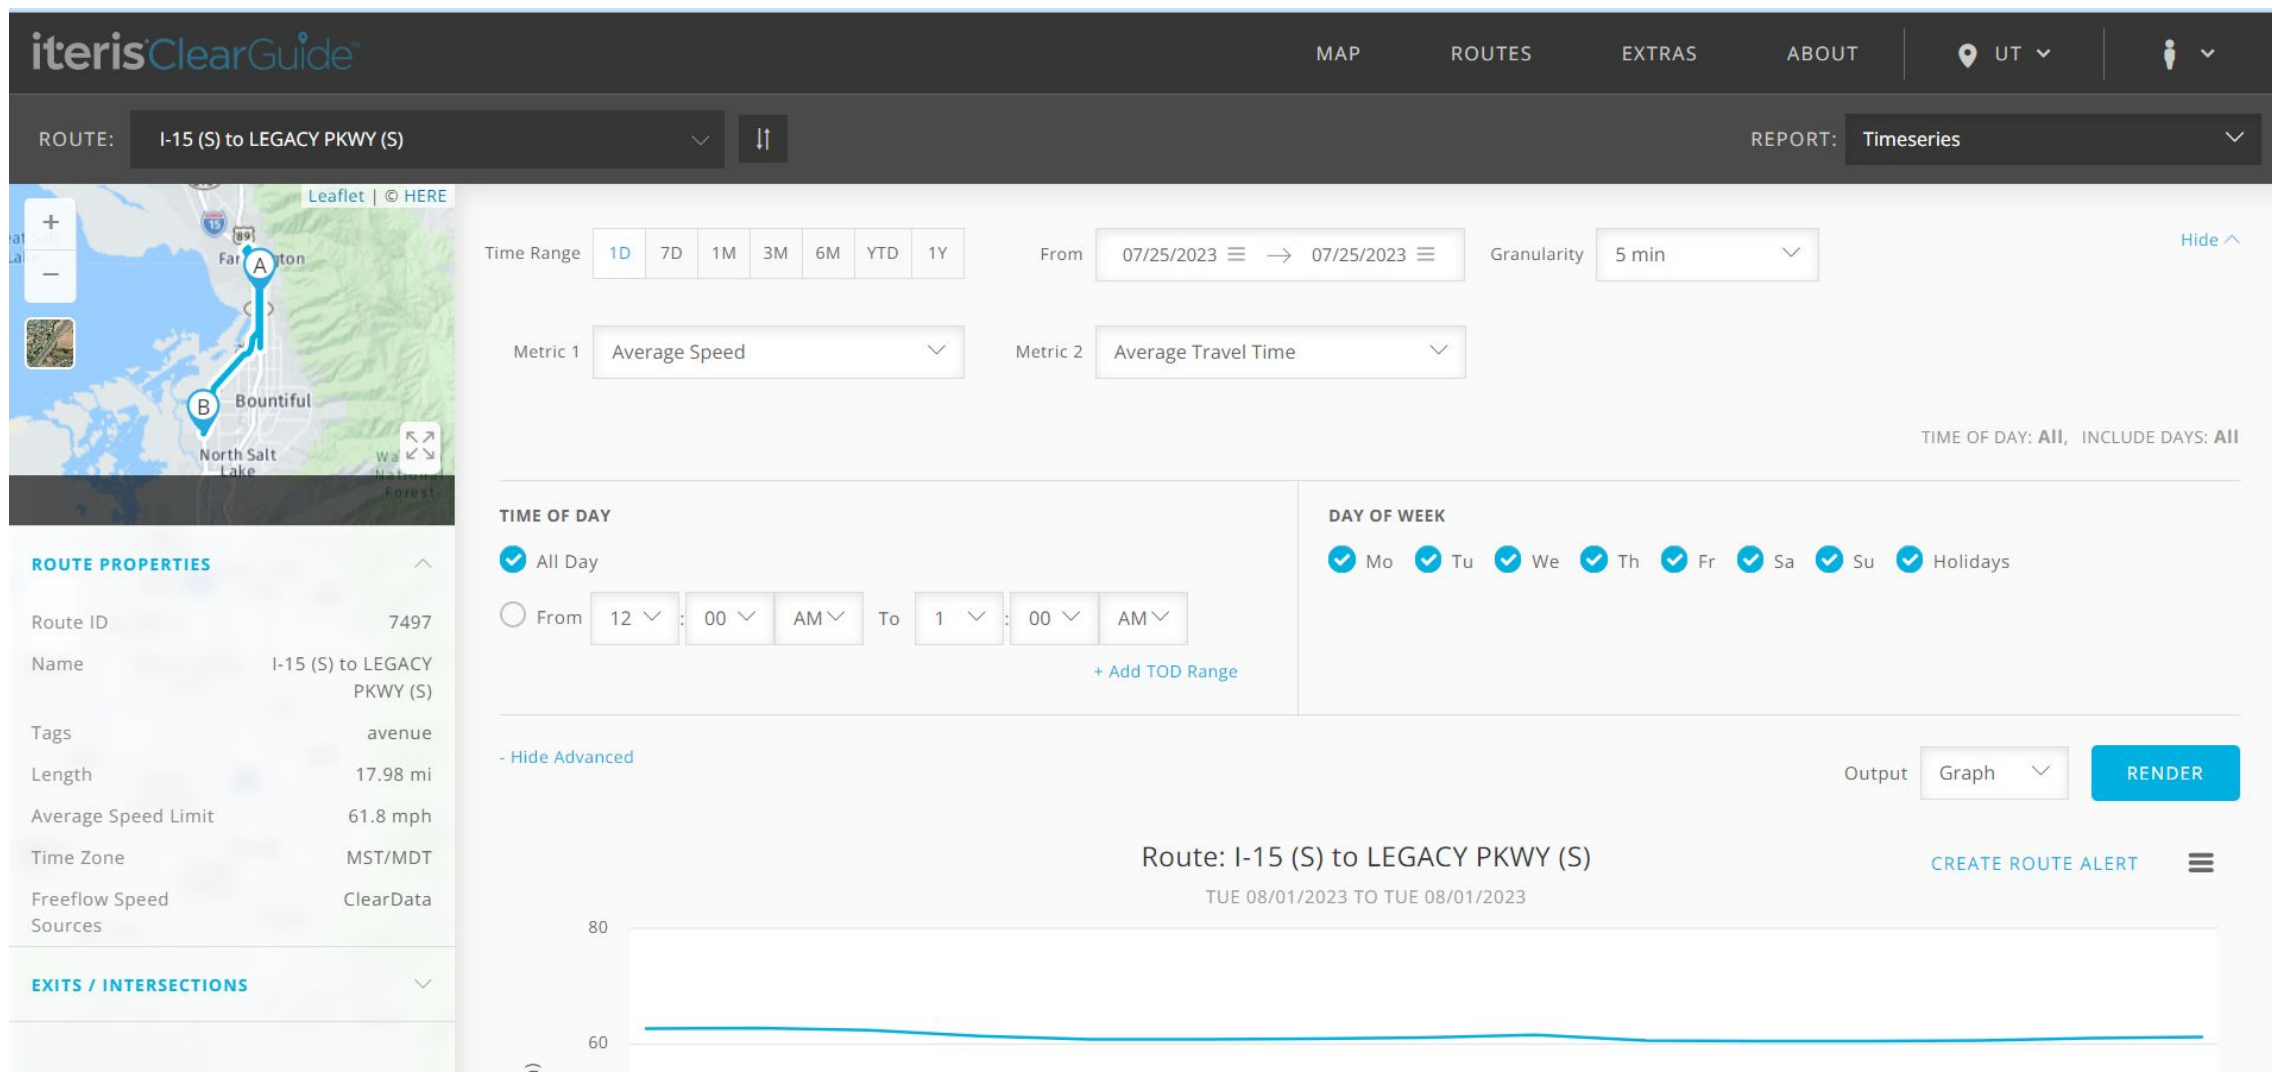 iteris ClearGuide™
MAP ROUTES EXTRAS ABOUT UT
ROUTE: I-15 (S) to LEGACY PKWY (S) REPORT: Timeseries
Leaflet | © HERE
+
−
15
89
A
B
Bountiful
North Salt
Lake
Forest
Time Range 1D 7D 1M 3M 6M YTD 1Y From 07/25/2023 → 07/25/2023 Granularity 5 min Hide
Metric 1 Average Speed Metric 2 Average Travel Time
TIME OF DAY: All, INCLUDE DAYS: All
TIME OF DAY
All Day
From 12 : 00 AM To 1 : 00 AM
+ Add TOD Range
DAY OF WEEK
Mo Tu We Th Fr Sa Su Holidays
- Hide Advanced Output Graph RENDER
ROUTE PROPERTIES
Route ID 7497
Name I-15 (S) to LEGACY
PKWY (S)
Tags avenue
Length 17.98 mi
Average Speed Limit 61.8 mph
Time Zone MST/MDT
Freeflow Speed ClearData
Sources
EXITS / INTERSECTIONS
Route: I-15 (S) to LEGACY PKWY (S)
TUE 08/01/2023 TO TUE 08/01/2023
CREATE ROUTE ALERT
80
60